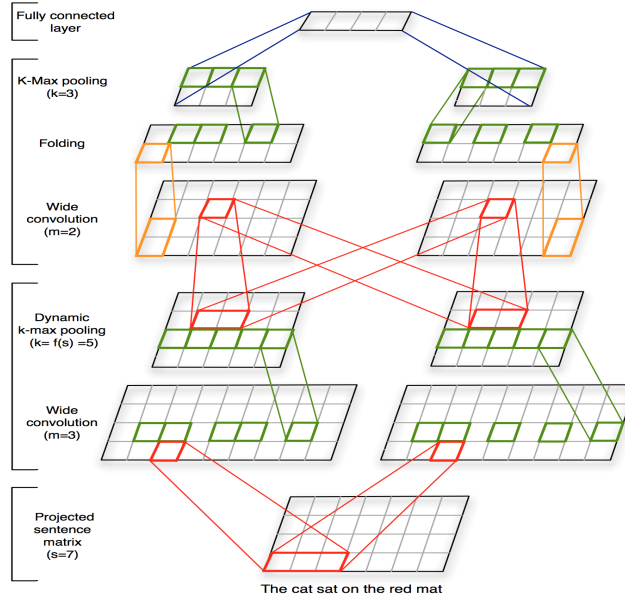 Fully connected
layer
K-Max pooling
(k=3)
Folding
Wide
convolution
(m=2)
Dynamic
k-max pooling
(k= f(s) =5)
Wide
convolution
(m=3)
Projected
sentence
matrix
(s=7)
The cat sat on the red mat